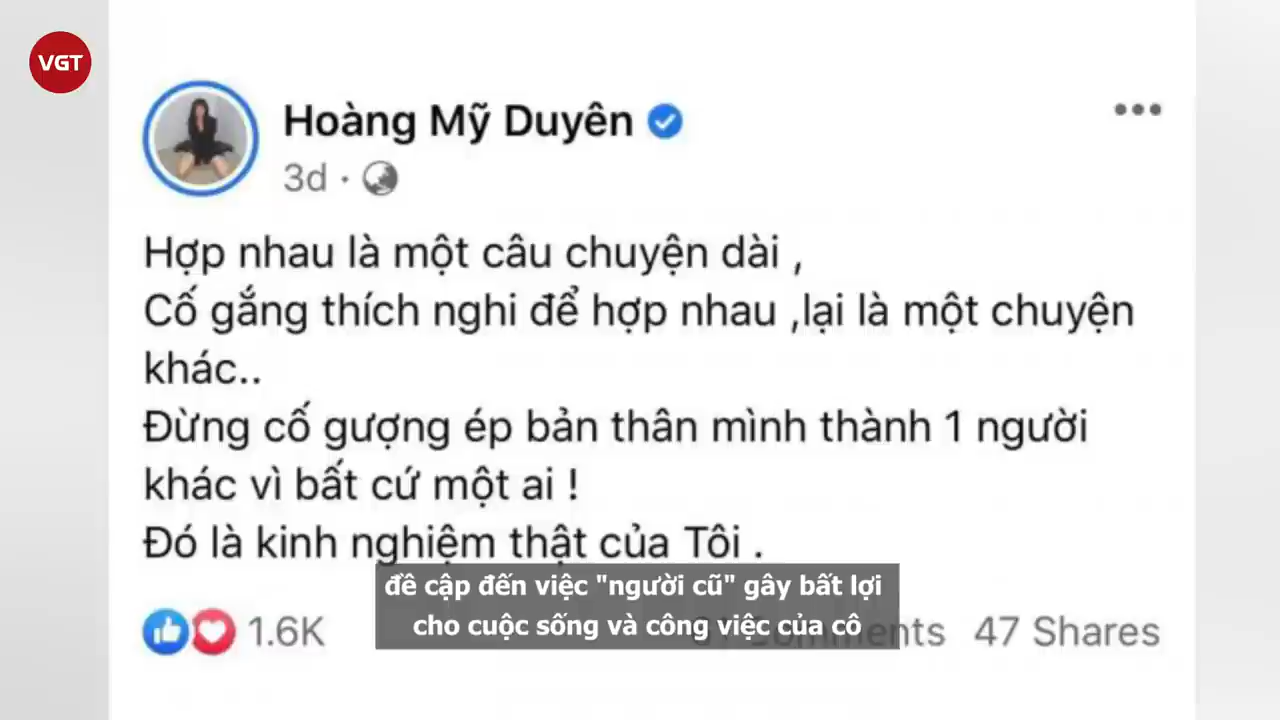 VGT
Hoàng Mỹ Duyên
3d ·
Hợp nhau là một câu chuyện dài ,
Cố gắng thích nghi để hợp nhau ,lại là một chuyện
khác..
Đừng cố gượng ép bản thân mình thành 1 người
khác vì bất cứ một ai !
Đó là kinh nghiệm thật của Tôi .
đề cập đến việc "người cũ" gây bất lợi
cho cuộc sống và công việc của cô
1.6K Comments 47 Shares